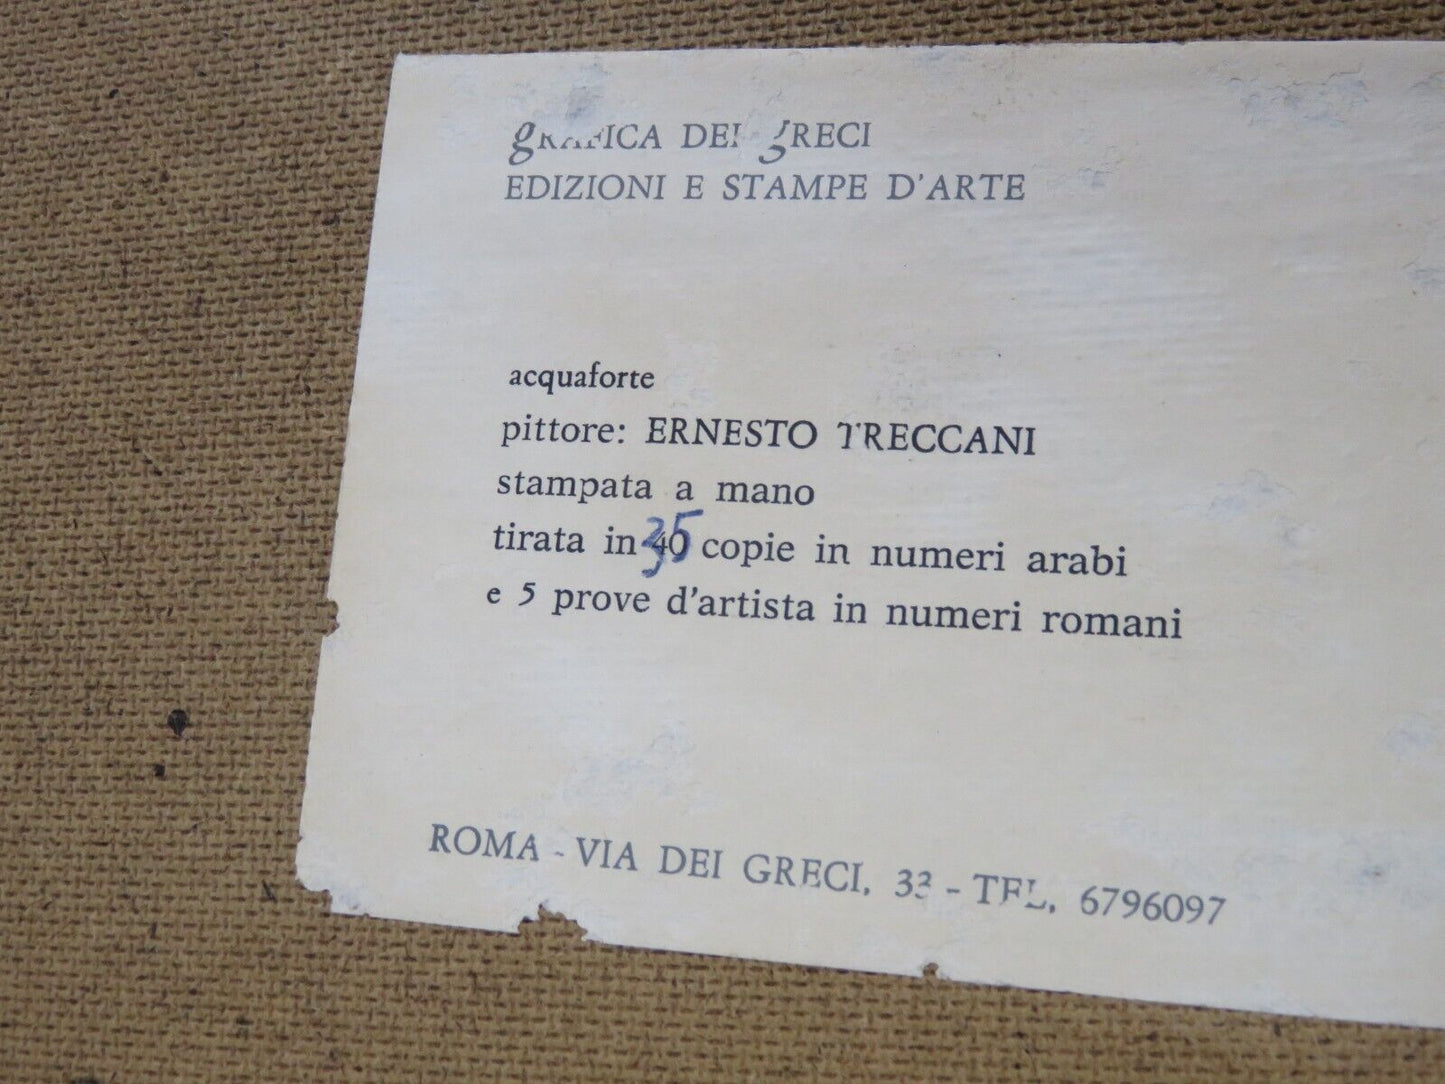 gRAFICA DEI gRECI
EDIZIONI E STAMPE D'ARTE
acquaforte
pittore: ERNESTO TRECCANI
stampata a mano
tirata in 35 copie in numeri arabi
e 5 prove d'artista in numeri romani
ROMA - VIA DEI GRECI, 33 - TEL. 6796097